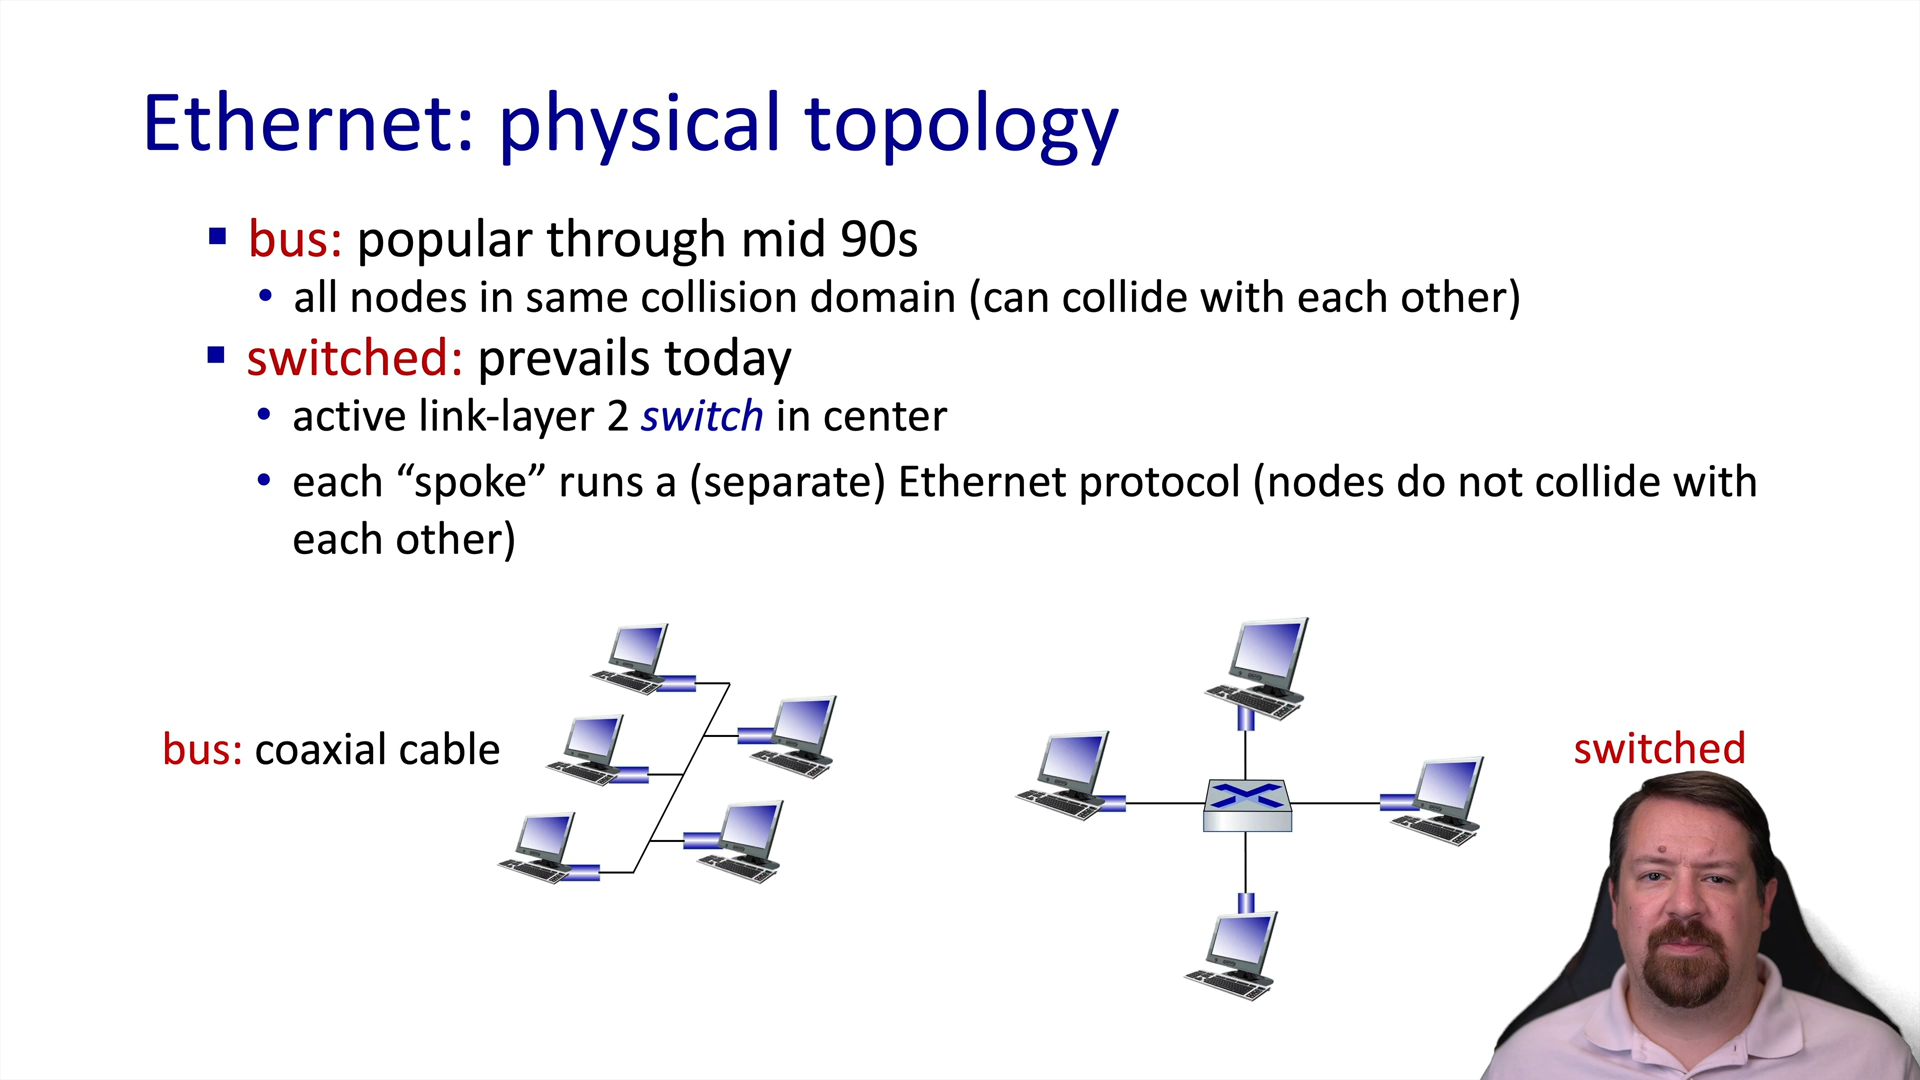 Ethernet: physical topology
▪ bus: popular through mid 90s
• all nodes in same collision domain (can collide with each other)
▪ switched: prevails today
• active link-layer 2 switch in center
• each “spoke” runs a (separate) Ethernet protocol (nodes do not collide with
each other)
bus: coaxial cable
switched